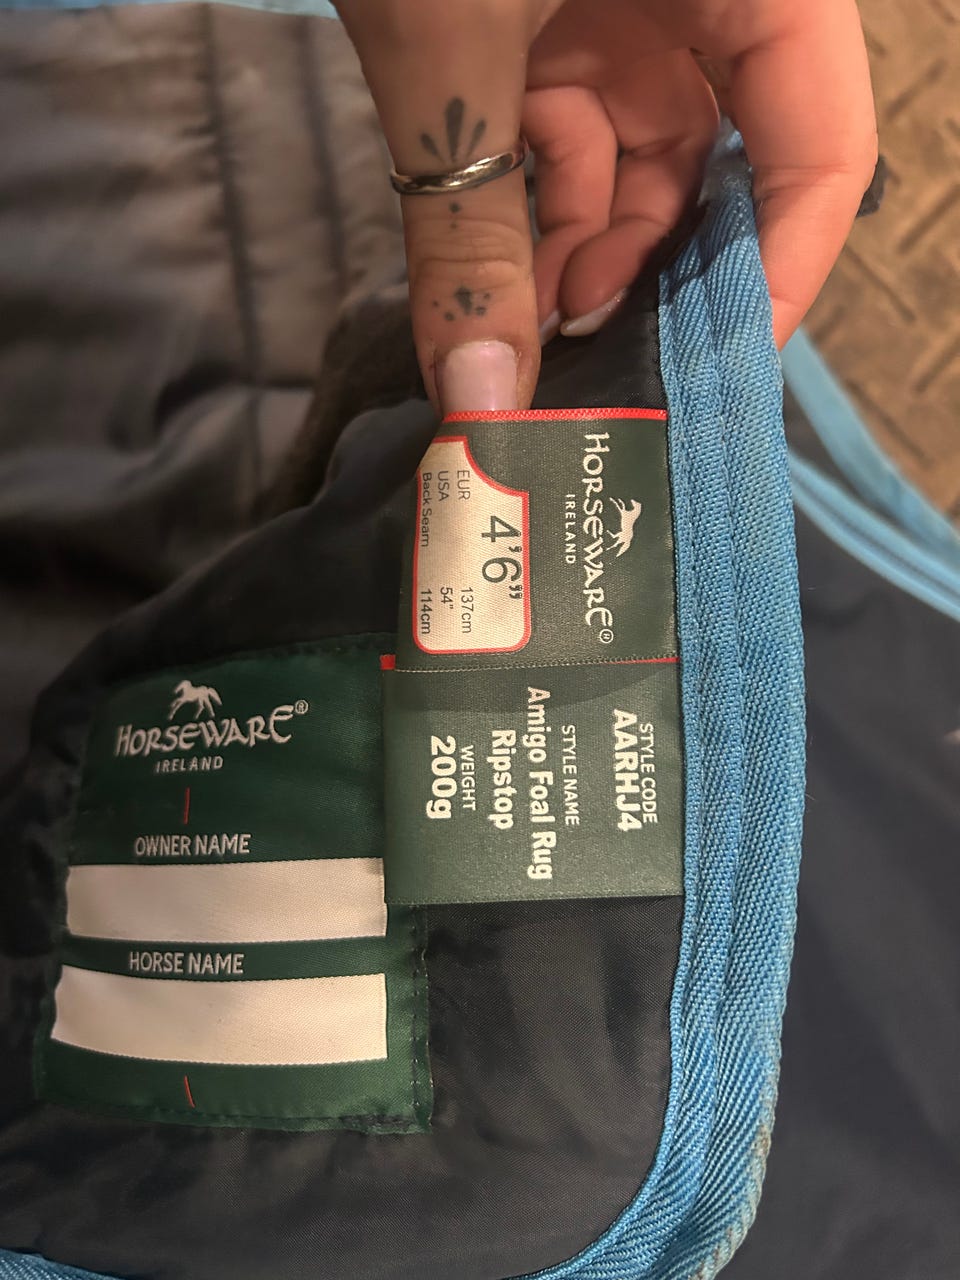 HORSEWARE®
IRELAND
4'6”
EUR 137cm
USA 54"
Back Seam 114cm
STYLE CODE
AARHJ4
STYLE NAME
Amigo Foal Rug
Ripstop
WEIGHT
200g
HORSEWARE®
IRELAND
OWNER NAME
HORSE NAME